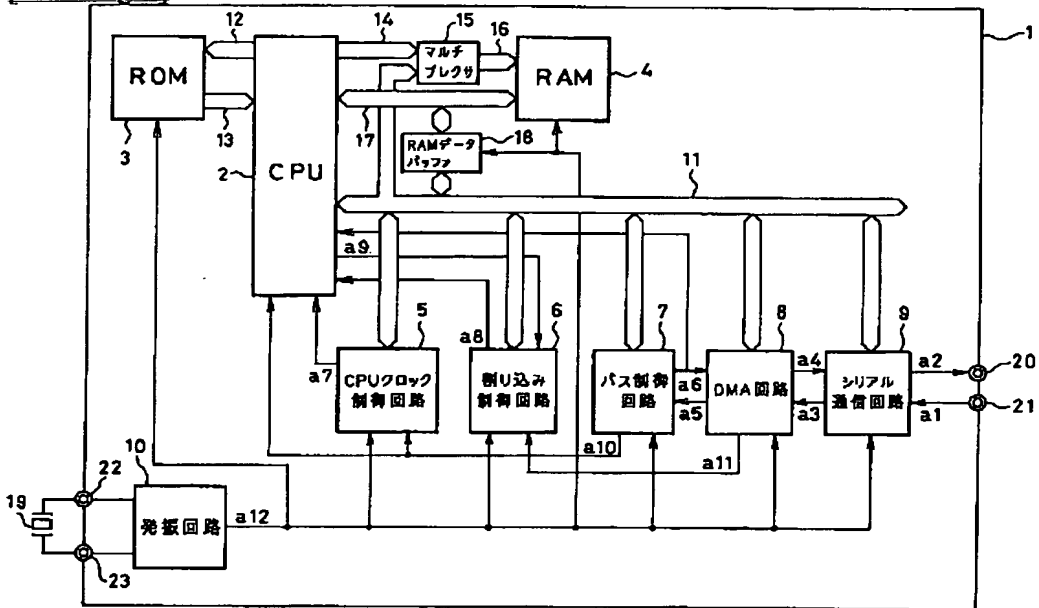 12
14
15
16
1
ROM
CPU
マルチ
プレクサ
RAM
4
3
13
2
17
18
RAMデータ
バッファ
11
a9
5
6
7
8
9
a8
a7
CPUクロック
制御回路
割り込み
制御回路
バス制御
回路
a6
a5
DMA回路
a4
a3
シリアル
通信回路
a2
a1
20
21
a10
a11
10
22
19
発振回路
a12
23